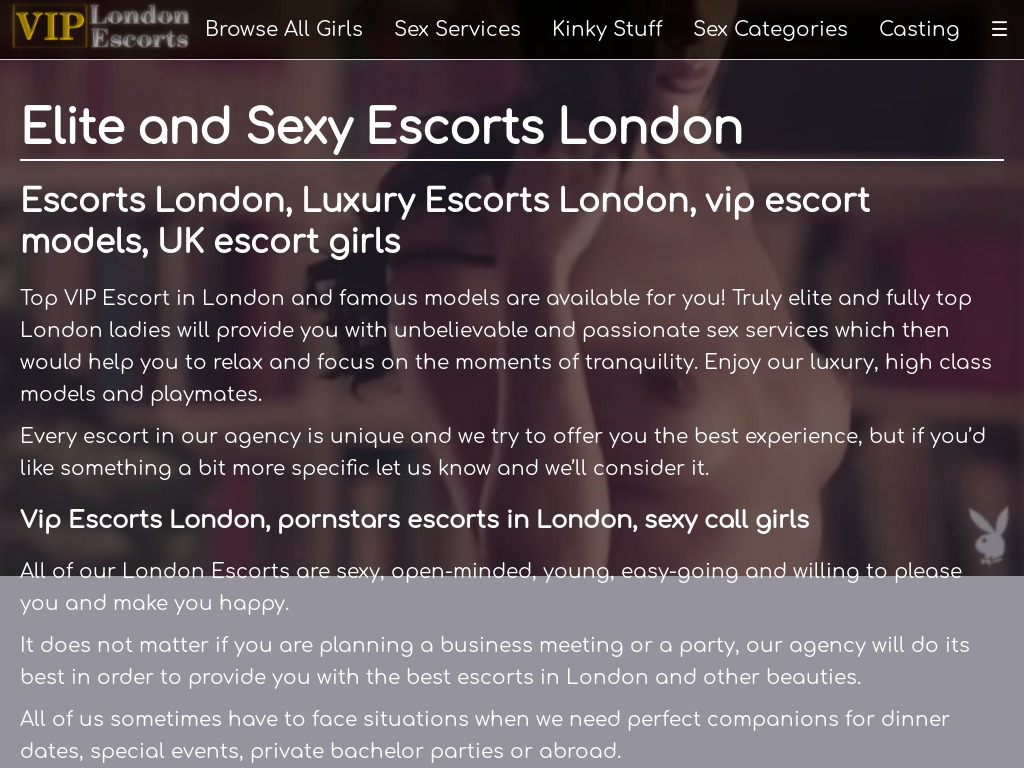 VIP London Escorts
Browse All Girls Sex Services Kinky Stuff Sex Categories Casting ☰
Elite and Sexy Escorts London
Escorts London, Luxury Escorts London, vip escort
models, UK escort girls
Top VIP Escort in London and famous models are available for you! Truly elite and fully top
London ladies will provide you with unbelievable and passionate sex services which then
would help you to relax and focus on the moments of tranquility. Enjoy our luxury, high class
models and playmates.
Every escort in our agency is unique and we try to offer you the best experience, but if you’d
like something a bit more specific let us know and we’ll consider it.
Vip Escorts London, pornstars escorts in London, sexy call girls
All of our London Escorts are sexy, open-minded, young, easy-going and willing to please
you and make you happy.
It does not matter if you are planning a business meeting or a party, our agency will do its
best in order to provide you with the best escorts in London and other beauties.
All of us sometimes have to face situations when we need perfect companions for dinner
dates, special events, private bachelor parties or abroad.